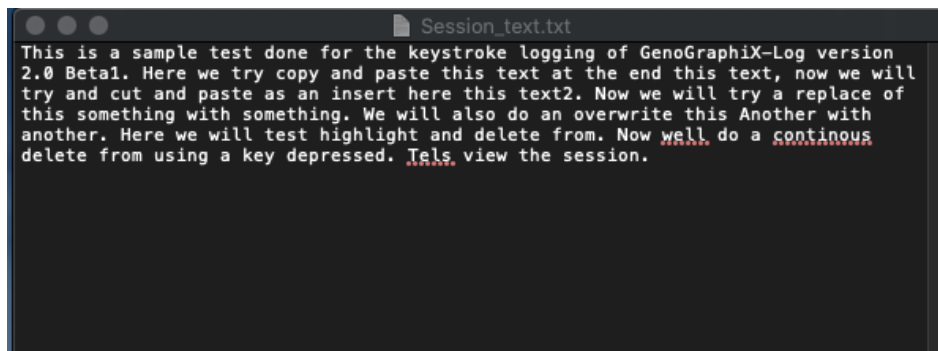 Session_text.txt
This is a sample test done for the keystroke logging of GenoGraphiX-Log version
2.0 Beta1. Here we try copy and paste this text at the end this text, now we will
try and cut and paste as an insert here this text2. Now we will try a replace of
this something with something. We will also do an overwrite this Another with
another. Here we will test highlight and delete from. Now well do a continous
delete from using a key depressed. Tels view the session.